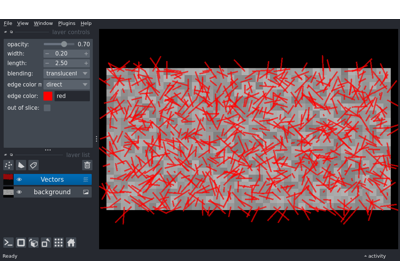 File View Window Plugins Help
layer controls
opacity: 0.70
width: 0.20
length: 2.50
blending: translucent
edge color m direct
edge color: red
out of slice:
layer list
Vectors
background
Ready
activity